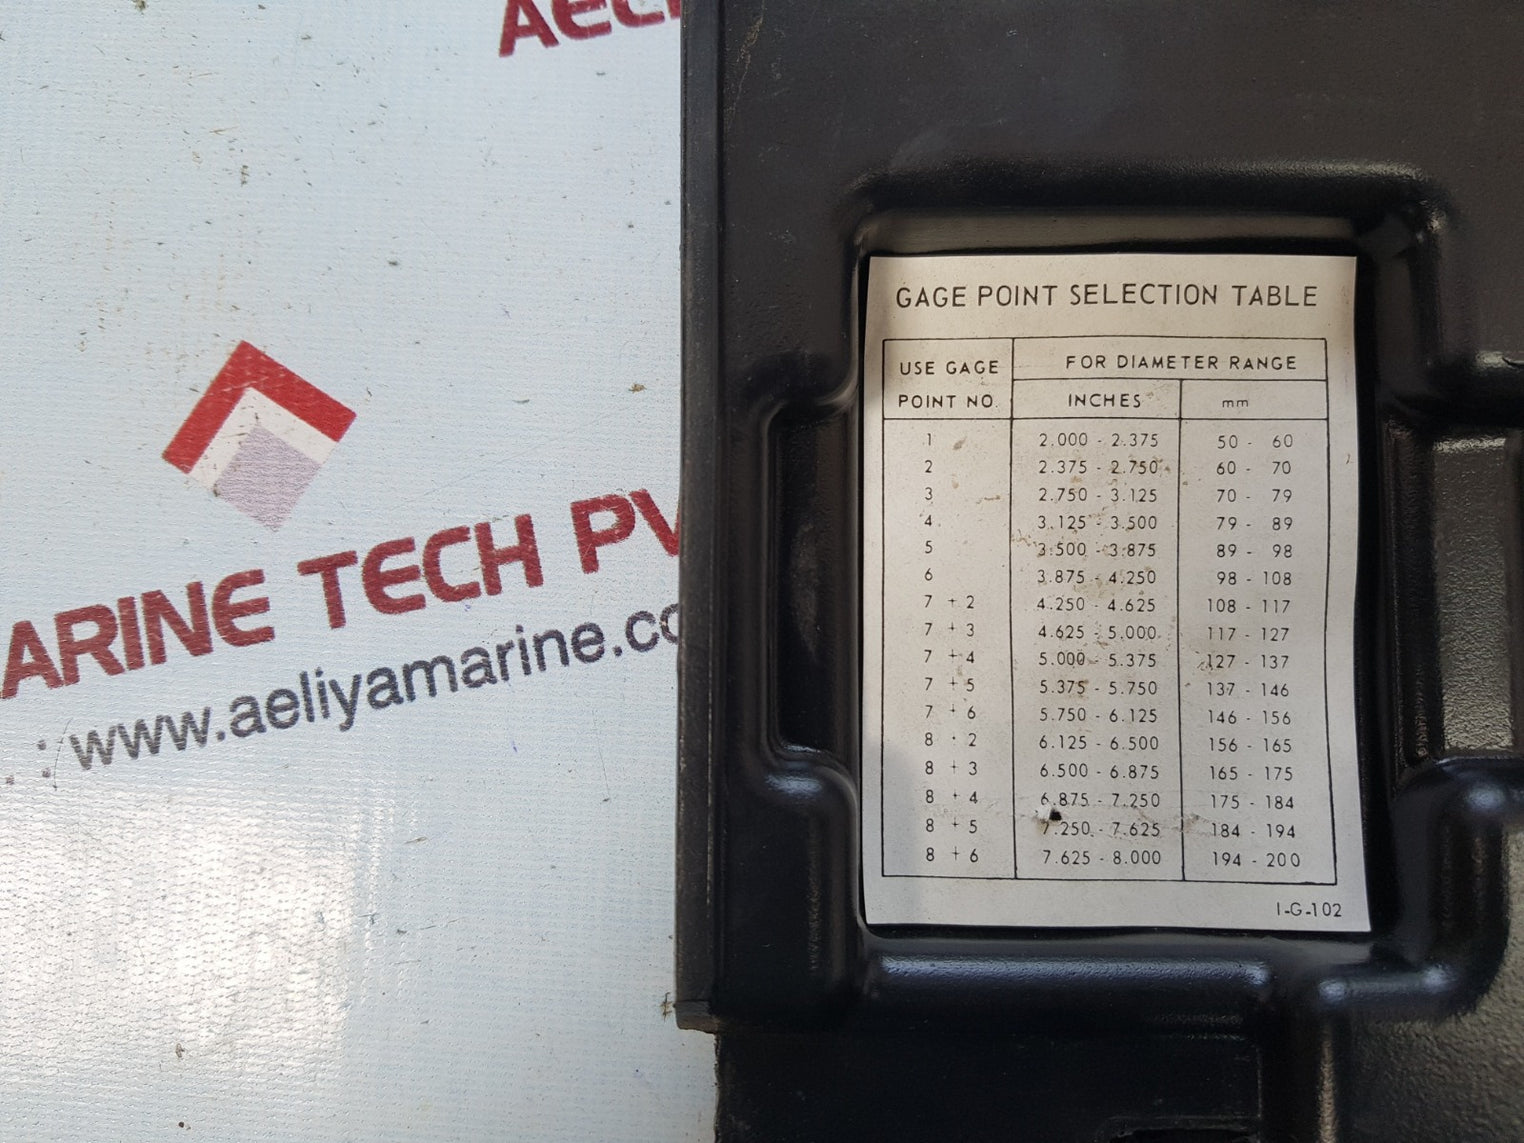 ARINE TECH PV
www.aeliyamarine.co
GAGE POINT SELECTION TABLE
USE GAGE POINT NO. FOR DIAMETER RANGE
INCHES mm
1 2.000 - 2.375 50 - 60
2 2.375 - 2.750 60 - 70
3 2.750 - 3.125 70 - 79
4 3.125 - 3.500 79 - 89
5 3.500 - 3.875 89 - 98
6 3.875 - 4.250 98 - 108
7 + 2 4.250 - 4.625 108 - 117
7 + 3 4.625 - 5.000 117 - 127
7 + 4 5.000 - 5.375 127 - 137
7 + 5 5.375 - 5.750 137 - 146
7 + 6 5.750 - 6.125 146 - 156
8 + 2 6.125 - 6.500 156 - 165
8 + 3 6.500 - 6.875 165 - 175
8 + 4 6.875 - 7.250 175 - 184
8 + 5 7.250 - 7.625 184 - 194
8 + 6 7.625 - 8.000 194 - 200
I-G-102